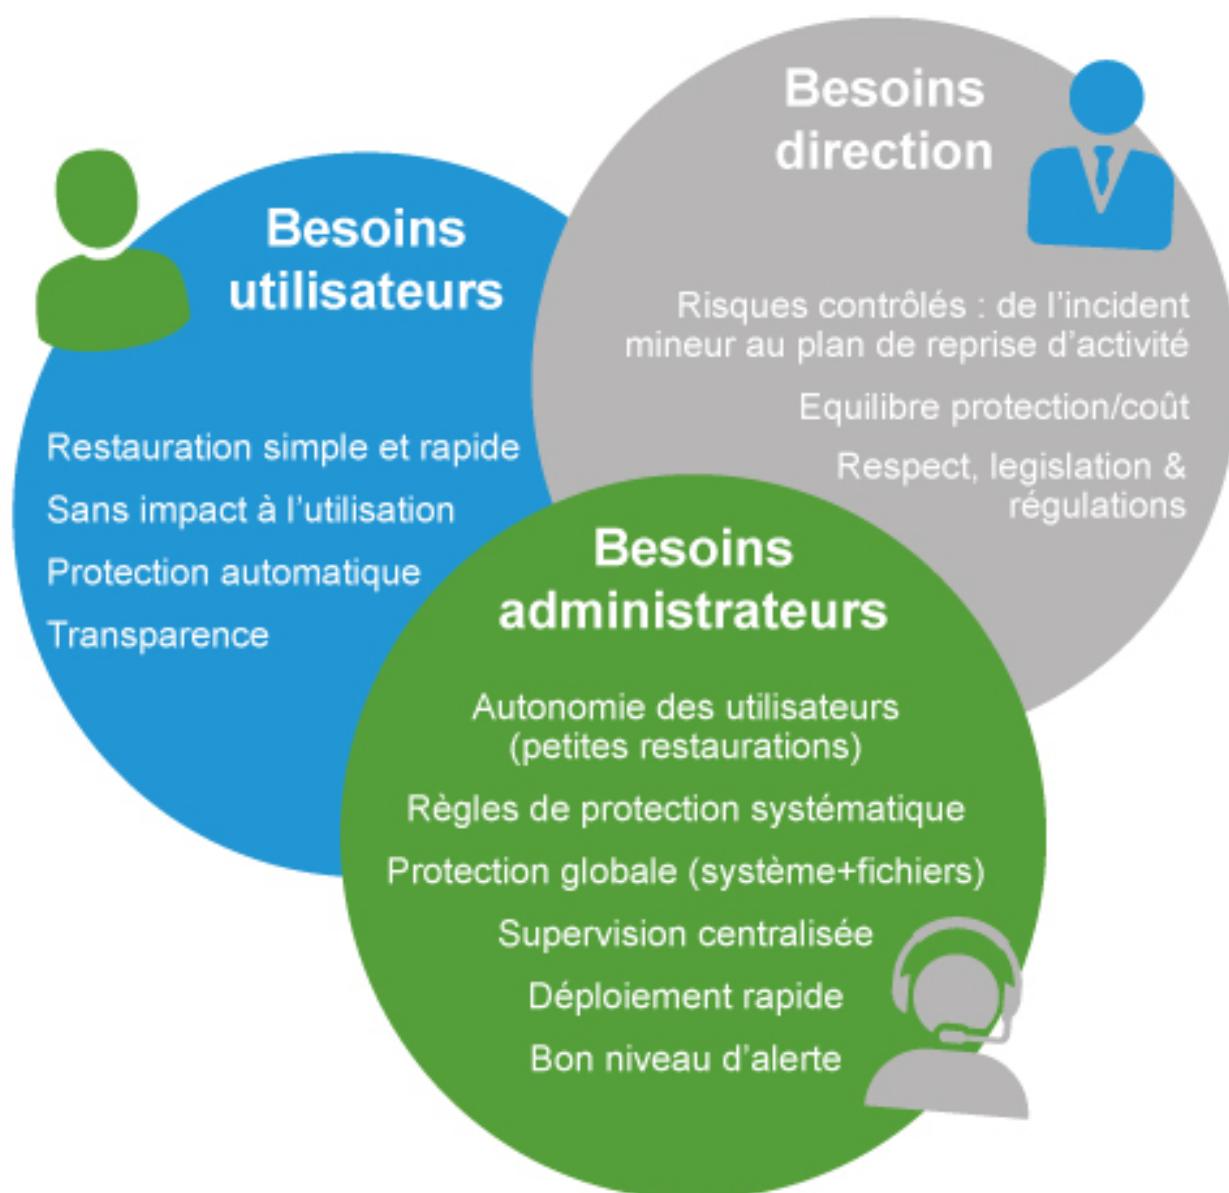 Besoins
direction
Risques contrôlés : de l'incident
mineur au plan de reprise d'activité
Equilibre protection/coût
Respect, legislation &
régulations
Besoins
utilisateurs
Restauration simple et rapide
Sans impact à l'utilisation
Protection automatique
Transparence
Besoins
administrateurs
Autonomie des utilisateurs
(petites restaurations)
Règles de protection systématique
Protection globale (système+fichiers)
Supervision centralisée
Déploiement rapide
Bon niveau d'alerte